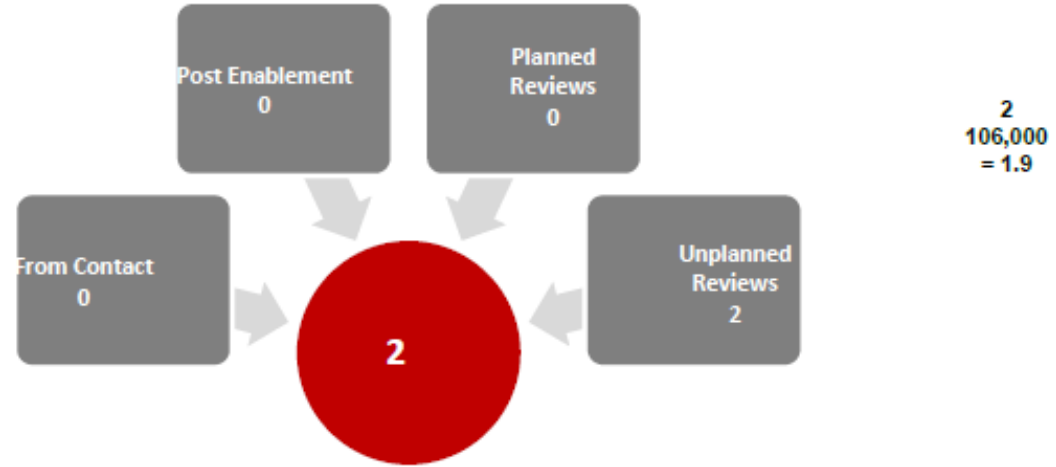 Post Enablement
0
Planned
Reviews
0
2
106,000
= 1.9
From Contact
0
Unplanned
Reviews
2
2